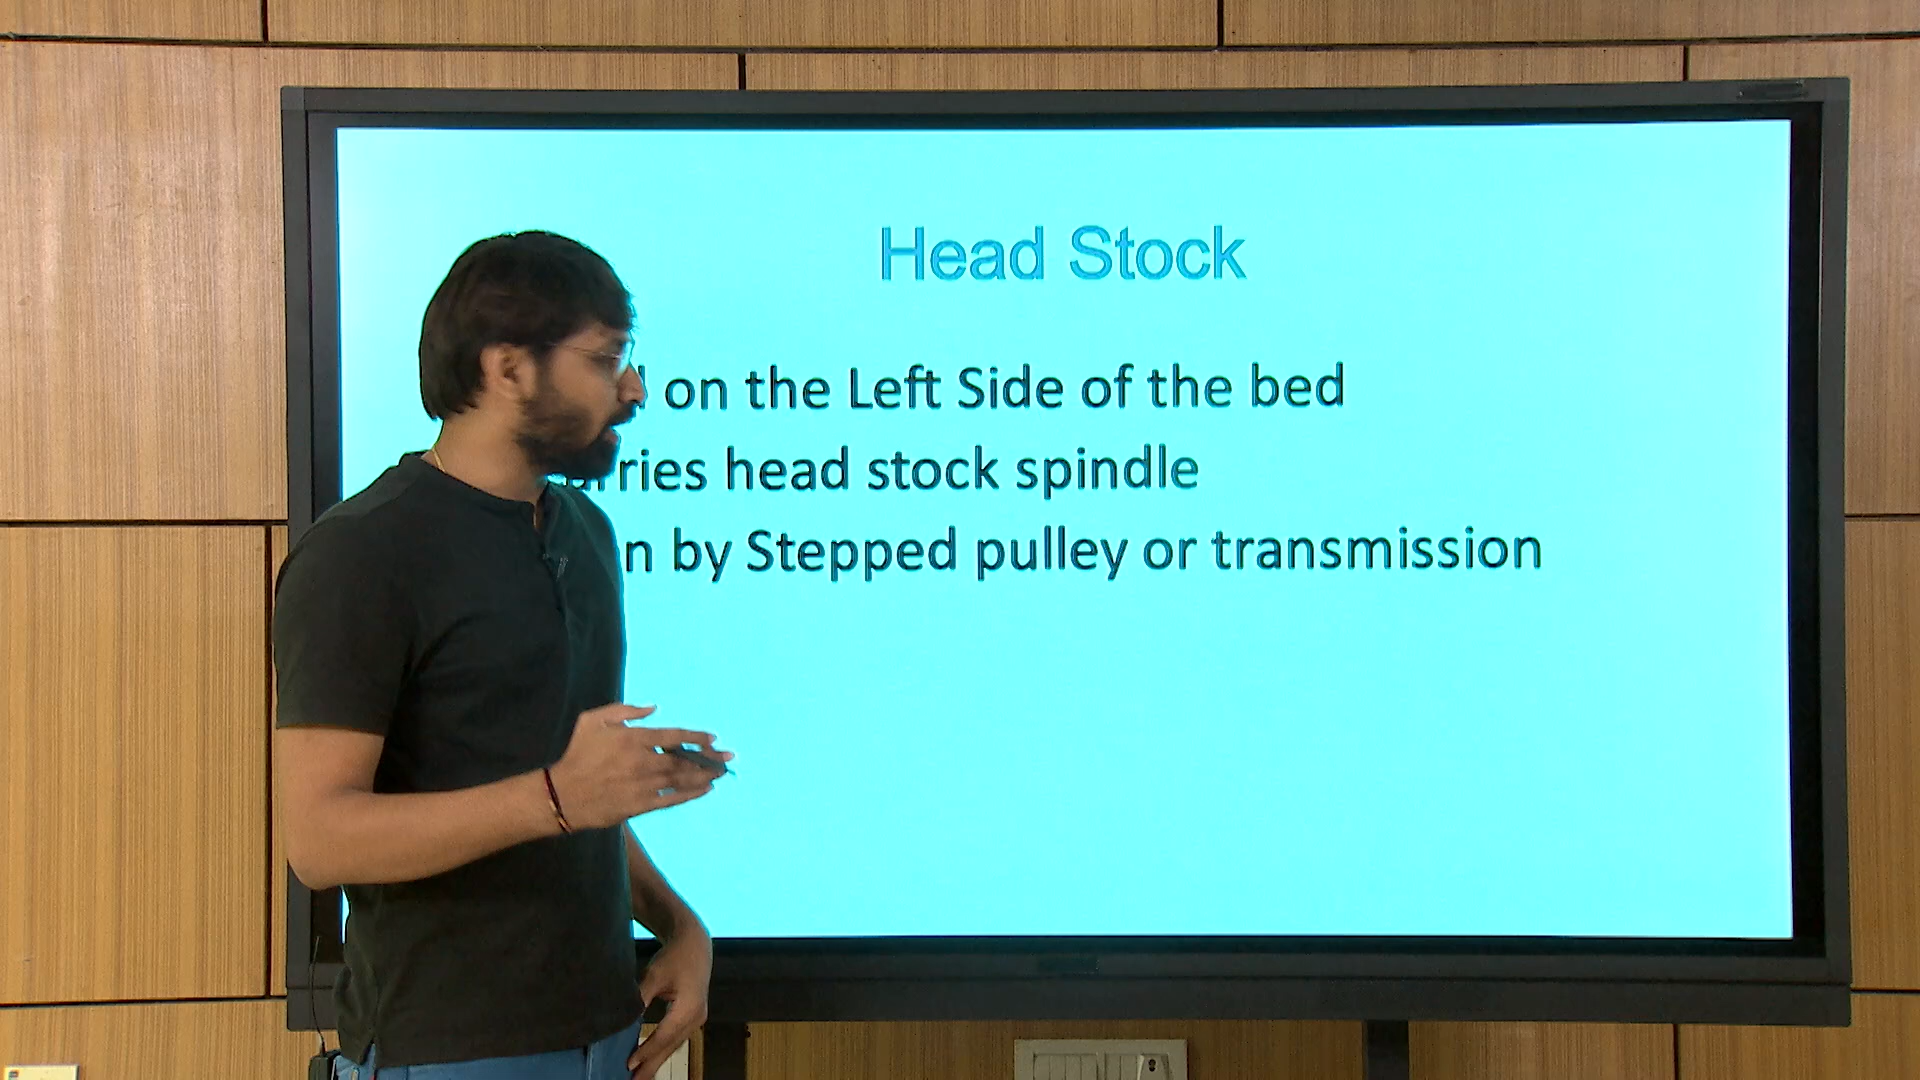 Head Stock
on the Left Side of the bed
head stock spindle
by Stepped pulley or transmission